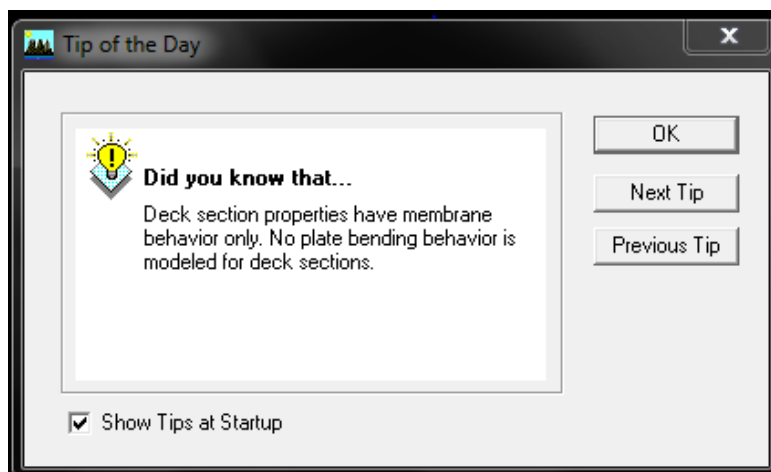 Tip of the Day
x
Did you know that...
Deck section properties have membrane
behavior only. No plate bending behavior is
modeled for deck sections.
OK
Next Tip
Previous Tip
Show Tips at Startup